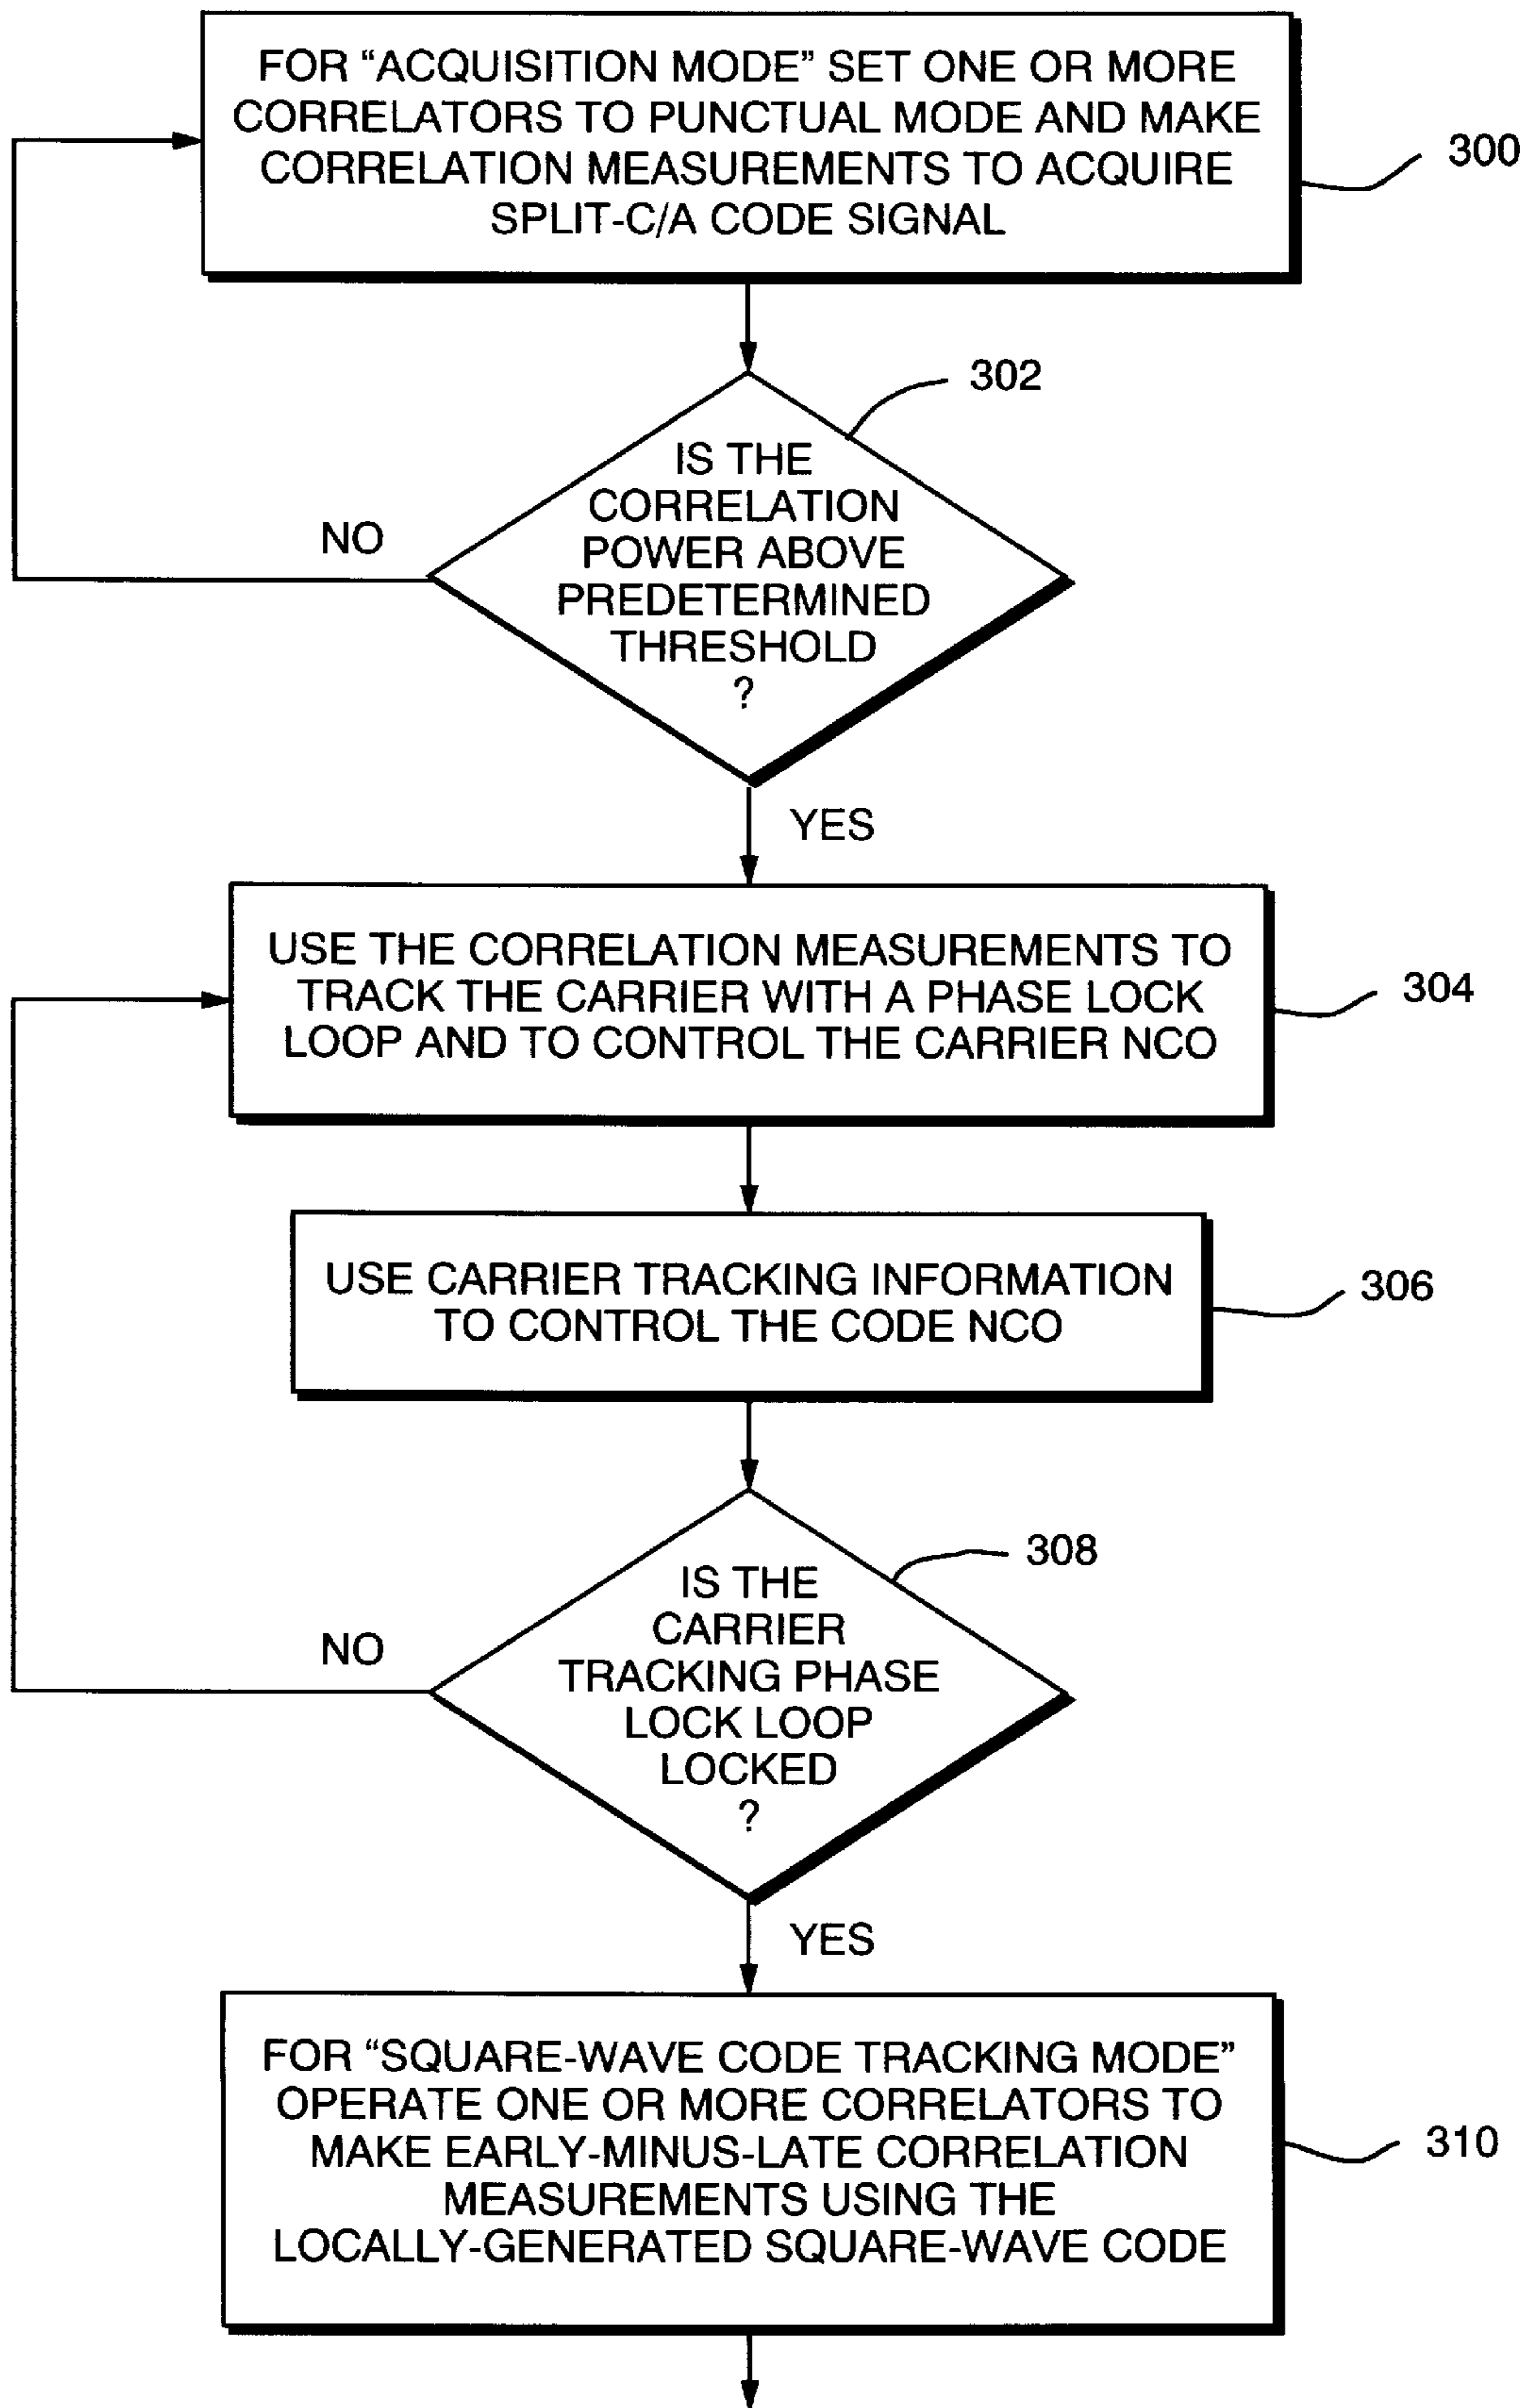 FOR “ACQUISITION MODE” SET ONE OR MORE
CORRELATORS TO PUNCTUAL MODE AND MAKE
CORRELATION MEASUREMENTS TO ACQUIRE
SPLIT-C/A CODE SIGNAL
300
302
IS THE
CORRELATION
POWER ABOVE
PREDETERMINED
THRESHOLD
?
NO
YES
USE THE CORRELATION MEASUREMENTS TO
TRACK THE CARRIER WITH A PHASE LOCK
LOOP AND TO CONTROL THE CARRIER NCO
304
USE CARRIER TRACKING INFORMATION
TO CONTROL THE CODE NCO
306
308
IS THE
CARRIER
TRACKING PHASE
LOCK LOOP
LOCKED
?
NO
YES
FOR “SQUARE-WAVE CODE TRACKING MODE”
OPERATE ONE OR MORE CORRELATORS TO
MAKE EARLY-MINUS-LATE CORRELATION
MEASUREMENTS USING THE
LOCALLY-GENERATED SQUARE-WAVE CODE
310